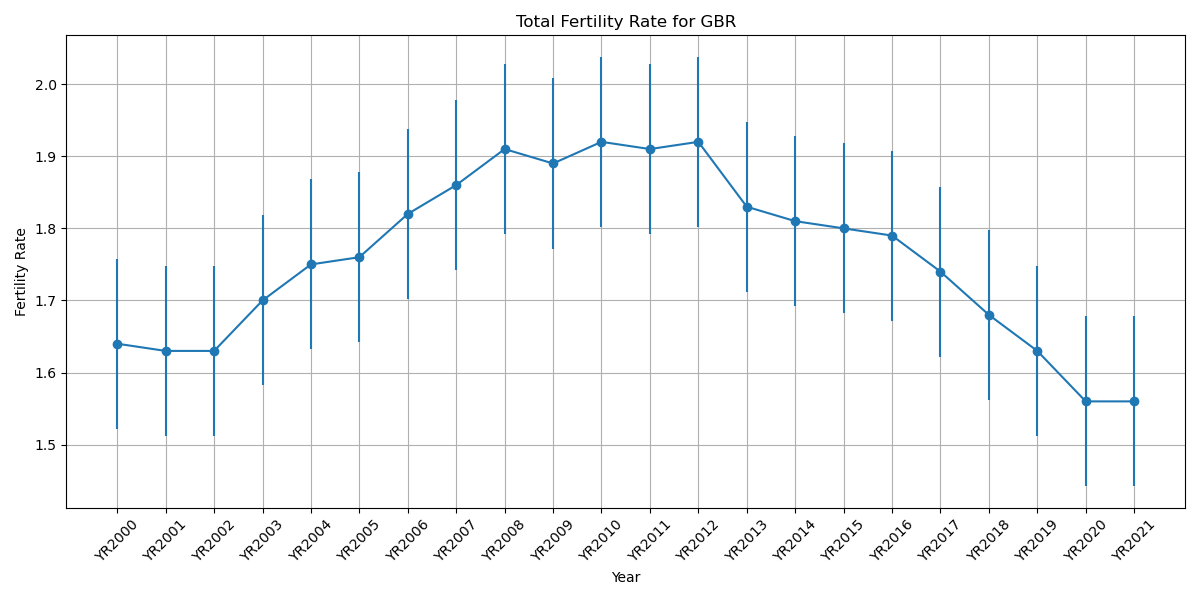 Total Fertility Rate for GBR
Fertility Rate
2.0
1.9
1.8
1.7
1.6
1.5
YR2000
YR2001
YR2002
YR2003
YR2004
YR2005
YR2006
YR2007
YR2008
YR2009
YR2010
YR2011
YR2012
YR2013
YR2014
YR2015
YR2016
YR2017
YR2018
YR2019
YR2020
YR2021
Year